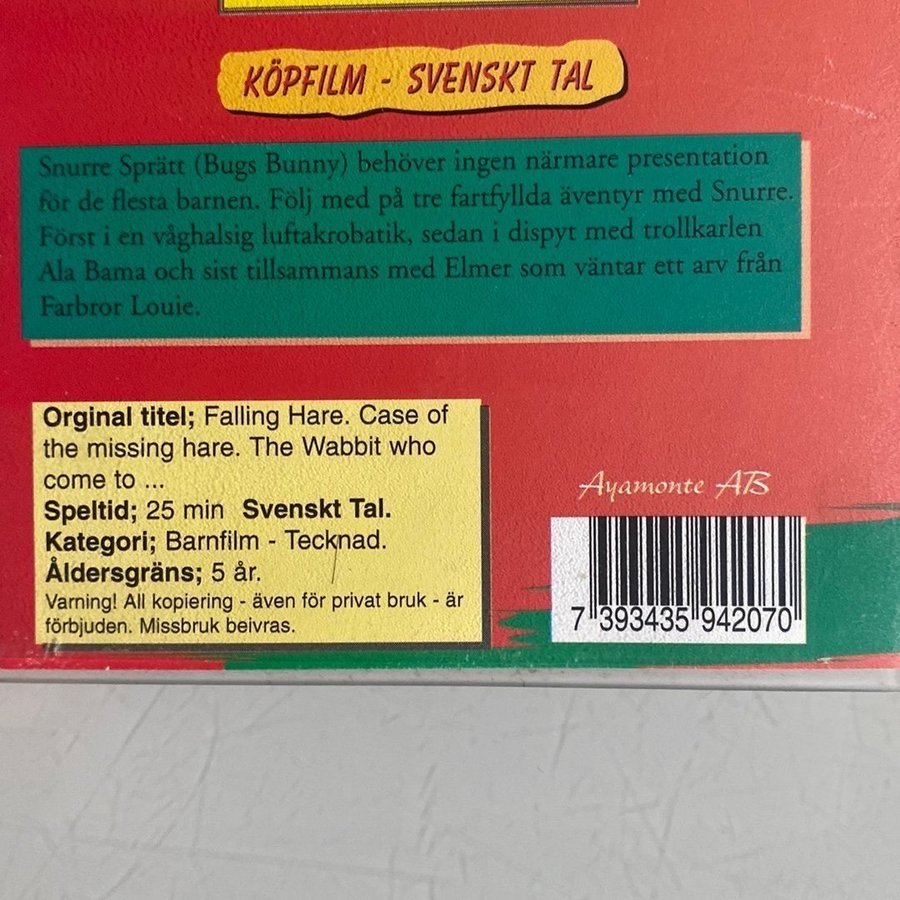 KÖPFILM - SVENSKT TAL
Snurre Sprätt (Bugs Bunny) behöver ingen närmare presentation
för de flesta barnen. Följ med på tre fartfyllda äventyr med Snurre.
Först i en våghalsig luftakrobatik, sedan i dispyt med trollkarlen
Ala Bama och sist tillsammans med Elmer som väntar ett arv från
Farbror Louie.
Orginal titel; Falling Hare. Case of
the missing hare. The Wabbit who
come to ...
Speltid; 25 min Svenskt Tal.
Kategori; Barnfilm - Tecknad.
Åldersgräns; 5 år.
Varning! All kopiering - även för privat bruk - är
förbjuden. Missbruk beivras.
Ayamonte AB
7 393435 942070